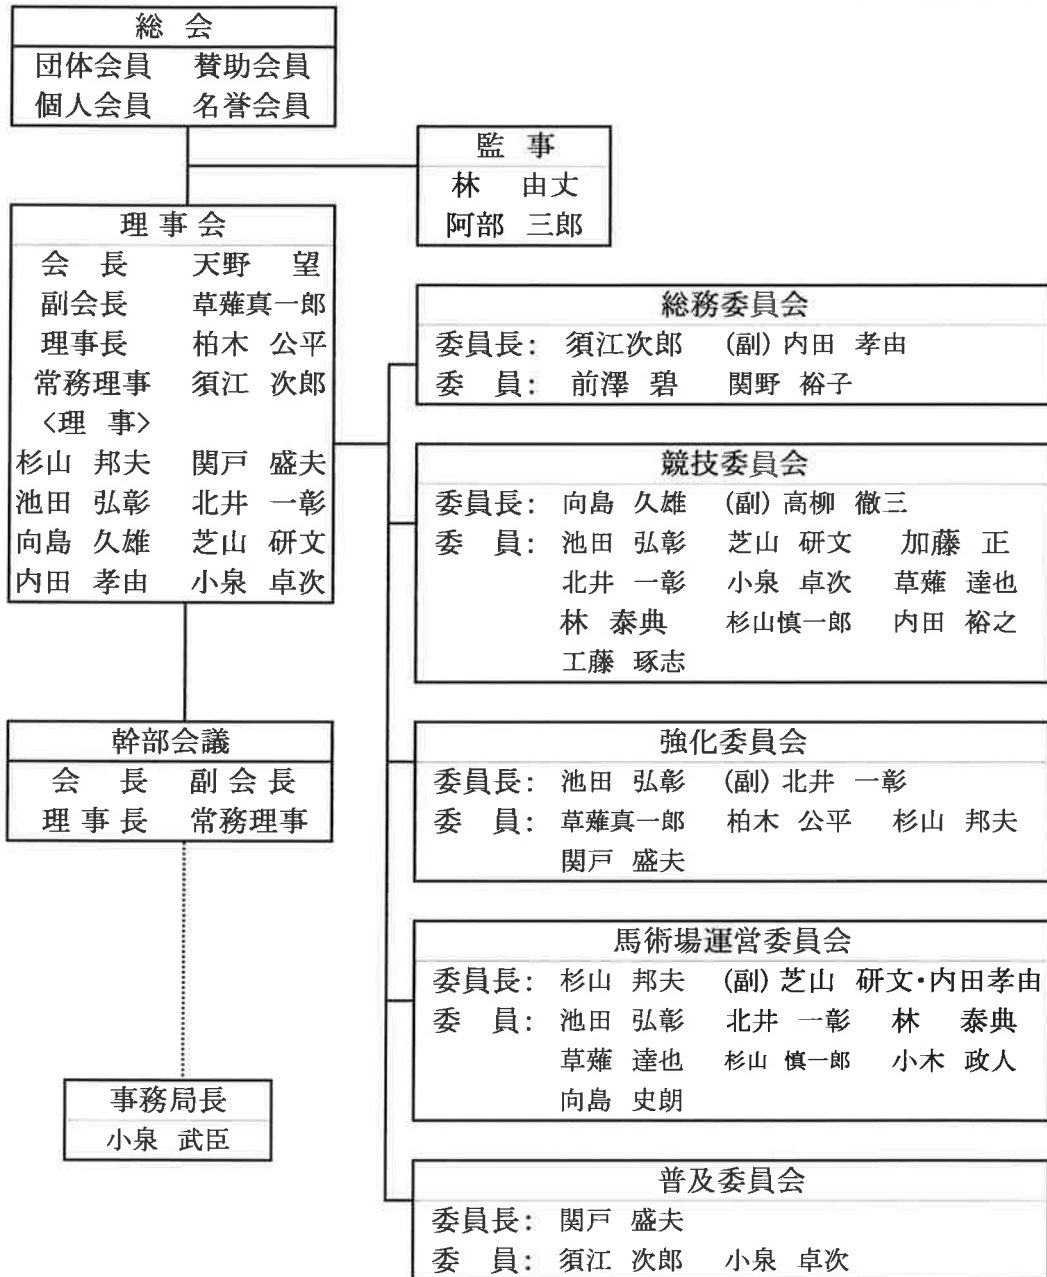 総 会
団体会員 賛助会員
個人会員 名誉会員
監 事
林 由丈
阿部 三郎
理 事 会
会 長 天野 望
副会長 草薙真一郎
理事長 柏木 公平
常務理事 須江 次郎
<理 事>
杉山 邦夫 関戸 盛夫
池田 弘彰 北井 一彰
向島 久雄 芝山 研文
内田 孝由 小泉 卓次
総務委員会
委員長: 須江次郎 (副) 内田 孝由
委 員: 前澤 碧 関野 裕子
競技委員会
委員長: 向島 久雄 (副) 高柳 徹三
委 員: 池田 弘彰 芝山 研文 加藤 正
北井 一彰 小泉 卓次 草薙 達也
林 泰典 杉山慎一郎 内田 裕之
工藤 琢志
幹部会議
会 長 副 会 長
理 事 長 常務理事
強化委員会
委員長: 池田 弘彰 (副) 北井 一彰
委 員: 草薙真一郎 柏木 公平 杉山 邦夫
関戸 盛夫
馬術場運営委員会
委員長: 杉山 邦夫 (副) 芝山 研文・内田孝由
委 員: 池田 弘彰 北井 一彰 林 泰典
草薙 達也 杉山 慎一郎 小木 政人
向島 史朗
事務局長
小泉 武臣
普及委員会
委員長: 関戸 盛夫
委 員: 須江 次郎 小泉 卓次